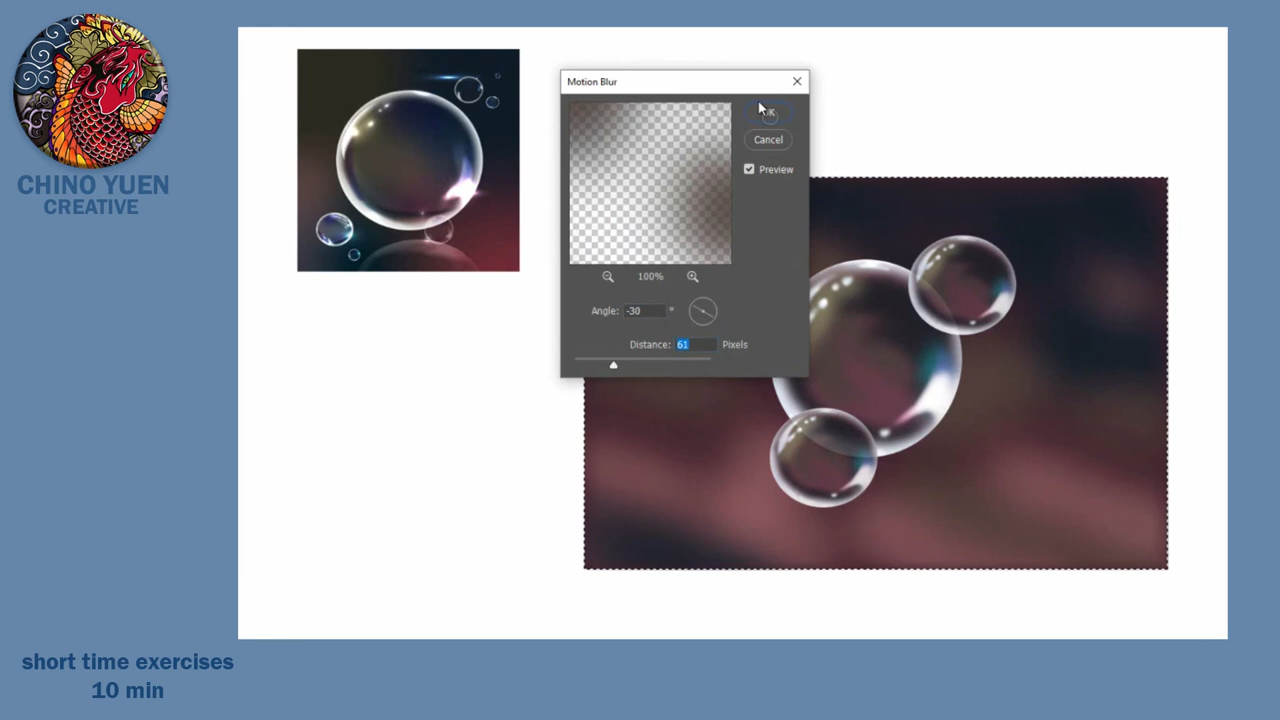 CHINO YUEN
CREATIVE
Motion Blur
Cancel
Preview
100%
Angle: -30 °
Distance: 61 Pixels
short time exercises
10 min